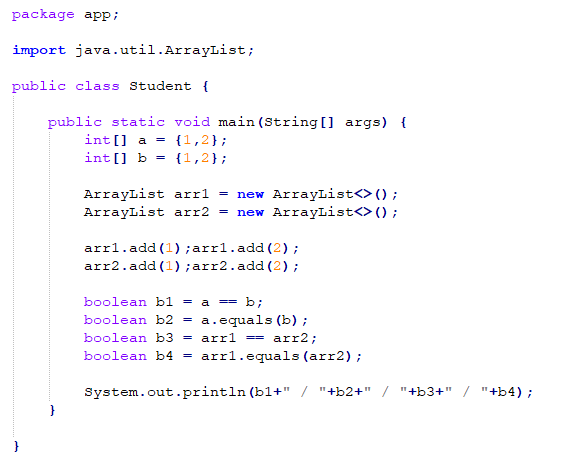 package app;
import java.util.ArrayList;
public class Student {
public static void main(String[] args) {
int[] a = {1,2};
int[] b = {1,2};
ArrayList arr1 = new ArrayList<>();
ArrayList arr2 = new ArrayList<>();
arr1.add(1);arr1.add(2);
arr2.add(1);arr2.add(2);
boolean b1 = a == b;
boolean b2 = a.equals(b);
boolean b3 = arr1 == arr2;
boolean b4 = arr1.equals(arr2);
System.out.println(b1+" / "+b2+" / "+b3+" / "+b4);
}
}